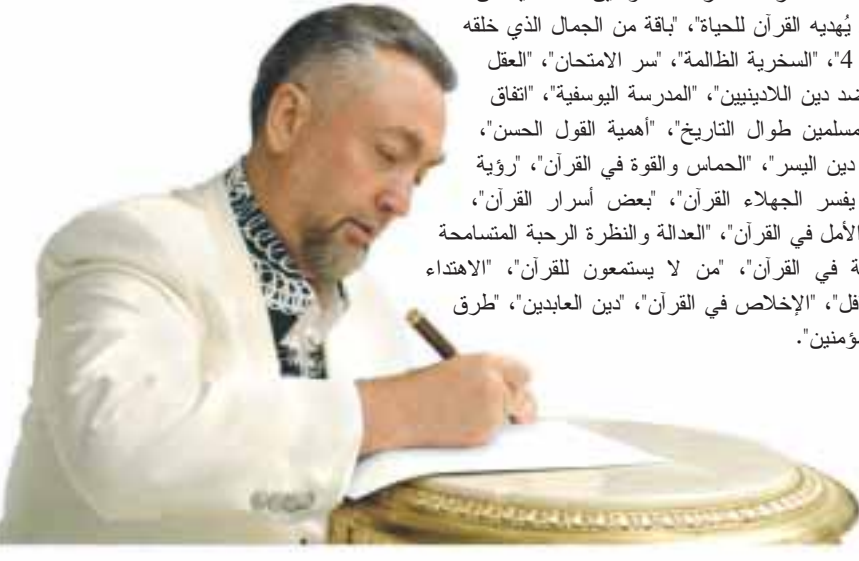 يُهديه القرآن للحياة"، "باقة من الجمال الذي خلقه
4"، "السخرية الظالمة"، "سر الامتحان"، "العقل
ضد دين اللادينيين"، "المدرسة اليوسفية"، "اتفاق
مسلمين طوال التاريخ"، "أهمية القول الحسن"،
دين اليسر"، "الحماس والقوة في القرآن"، "رؤية
يفسر الجهلاء القرآن"، "بعض أسرار القرآن"،
الأمل في القرآن"، "العدالة والنظرة الرحبة المتسامحة
ة في القرآن"، "من لا يستمعون للقرآن"، "الاهتداء
فل"، "الإخلاص في القرآن"، "دين العابدين"، "طرق
ؤمنين".